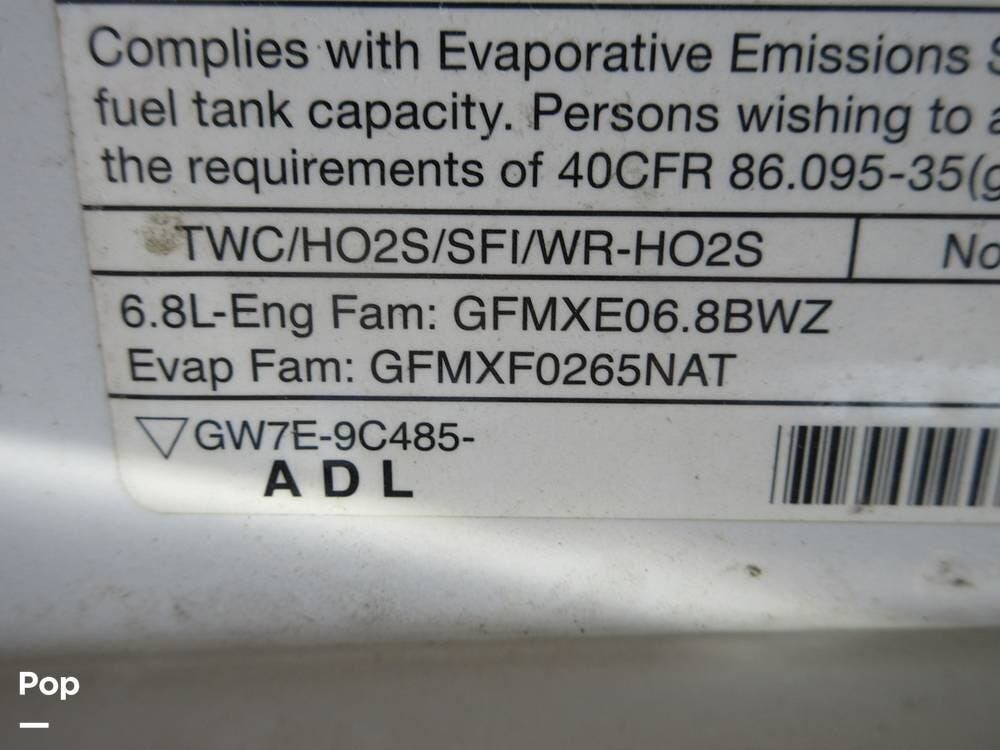 Complies with Evaporative Emissions
fuel tank capacity. Persons wishing to
the requirements of 40CFR 86.095-35(g
TWC/HO2S/SFI/WR-HO2S
No
6.8L-Eng Fam: GFMXE06.8BWZ
Evap Fam: GFMXF0265NAT
GW7E-9C485-
A D L
Pop